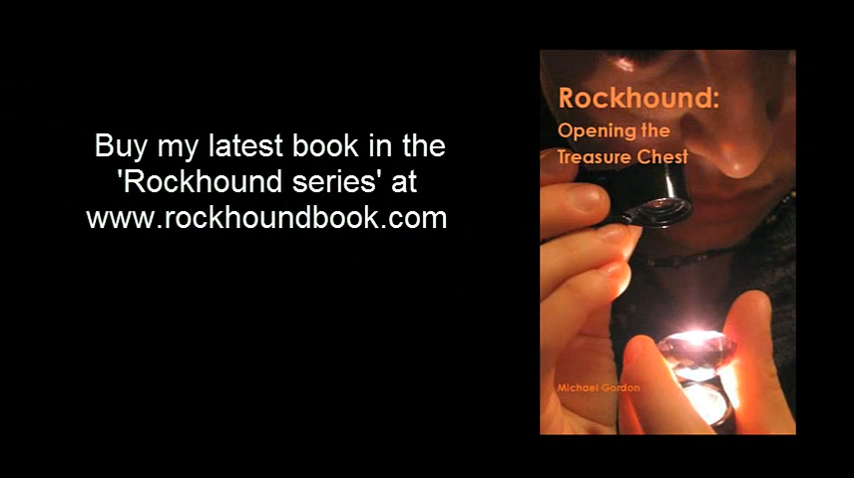 Buy my latest book in the
'Rockhound series' at
www.rockhoundbook.com
Rockhound:
Opening the
Treasure Chest
Michael Gordon